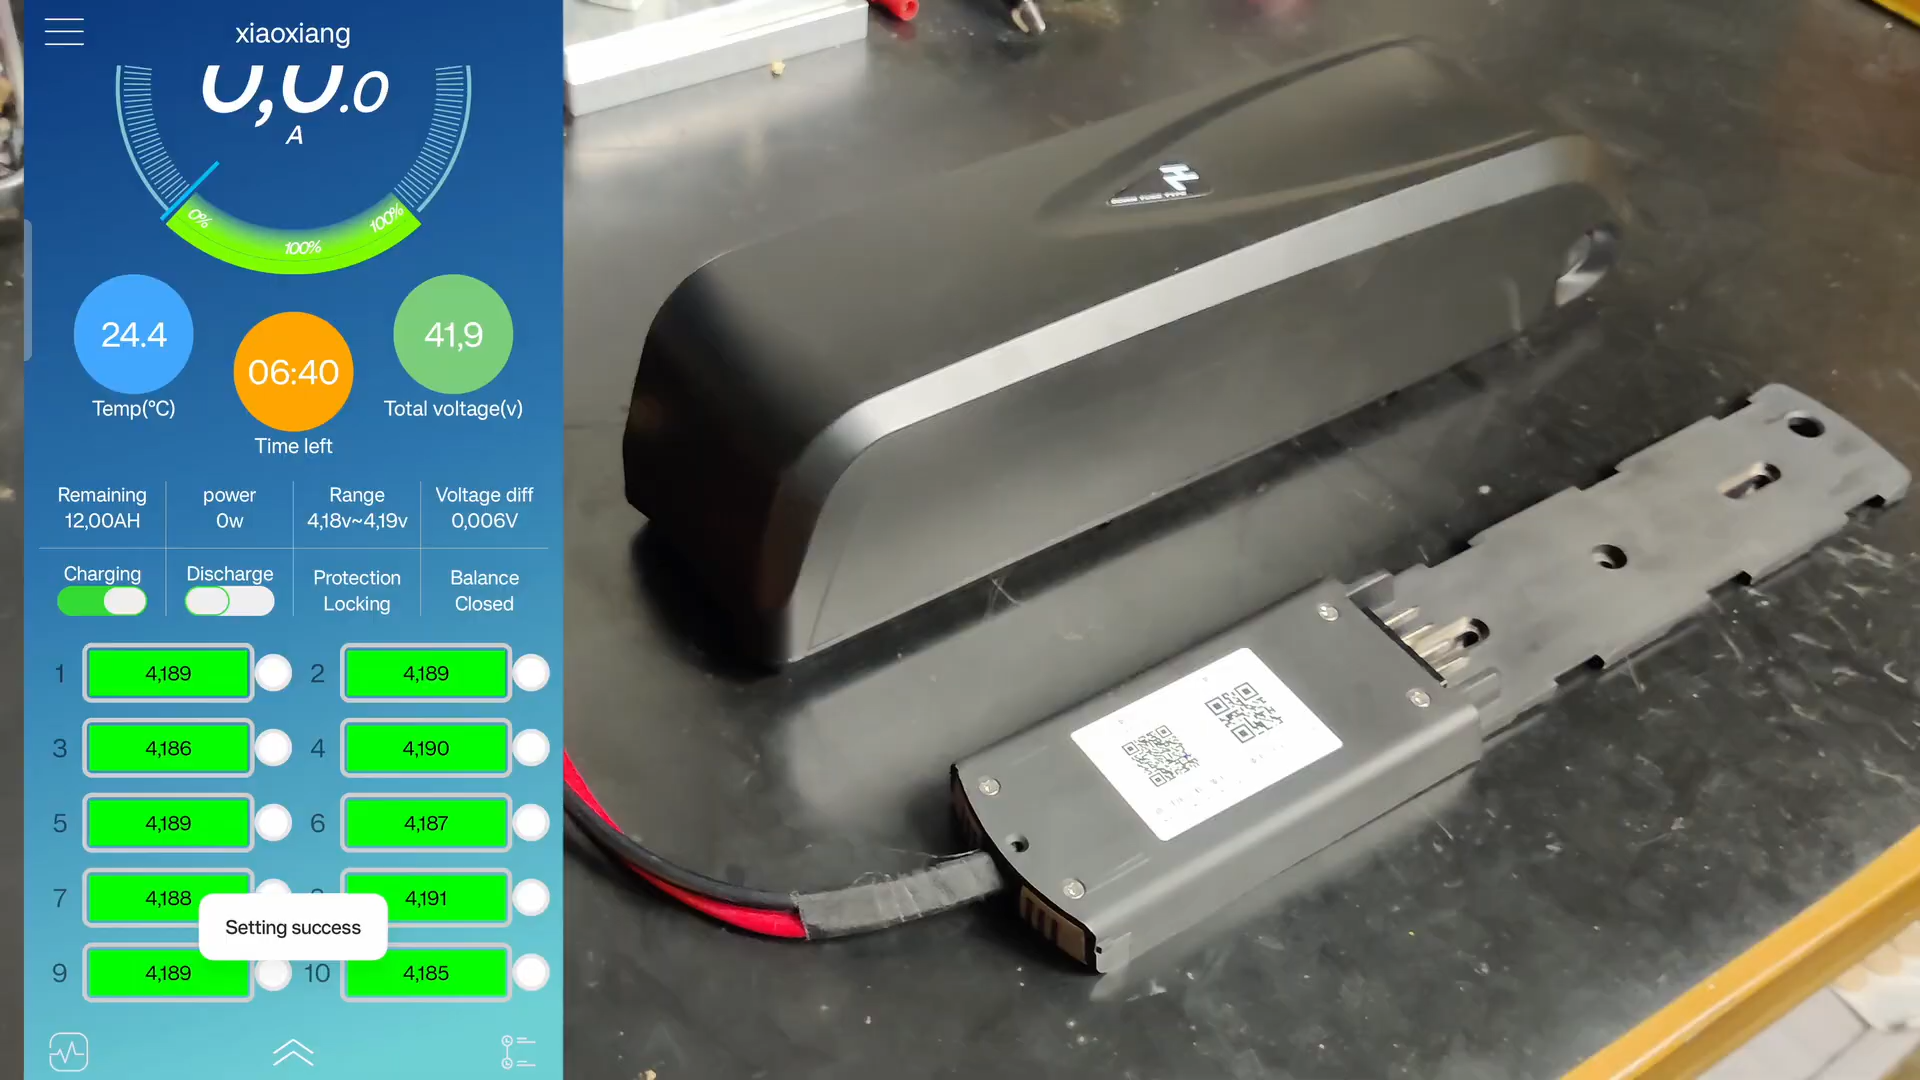 xiaoxiang
0,0.0
A
0%
100%
100%
24.4
06:40
41,9
Temp(°C)
Time left
Total voltage(v)
Remaining
12,00AH
power
0w
Range
4,18v~4,19v
Voltage diff
0,006V
Charging
Discharge
Protection
Locking
Balance
Closed
1
4,189
2
4,189
3
4,186
4
4,190
5
4,189
6
4,187
7
4,188
4,191
Setting success
9
4,189
10
4,185